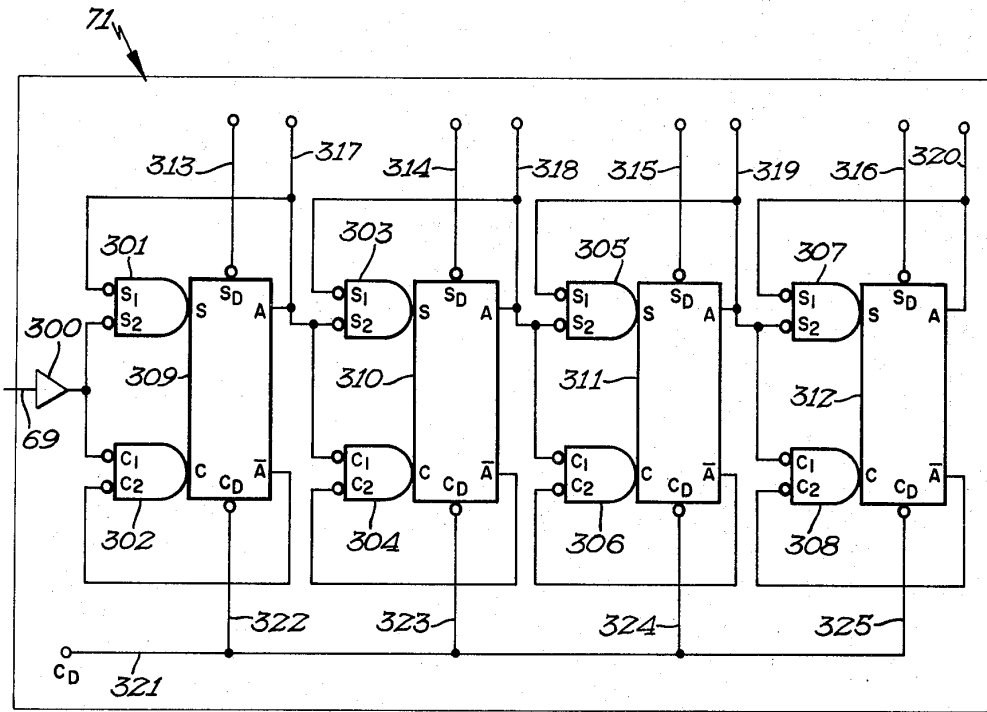 71
313
317
314
318
315
319
316
320
301
303
305
307
S1
S2
S
SD
A
S1
S2
S
SD
A
S1
S2
S
SD
A
S1
S2
S
SD
A
300
69
309
310
311
312
C1
C2
C
CD
A̅
C1
C2
C
CD
A̅
C1
C2
C
CD
A̅
C1
C2
C
CD
A̅
302
304
306
308
322
323
324
325
CD
321